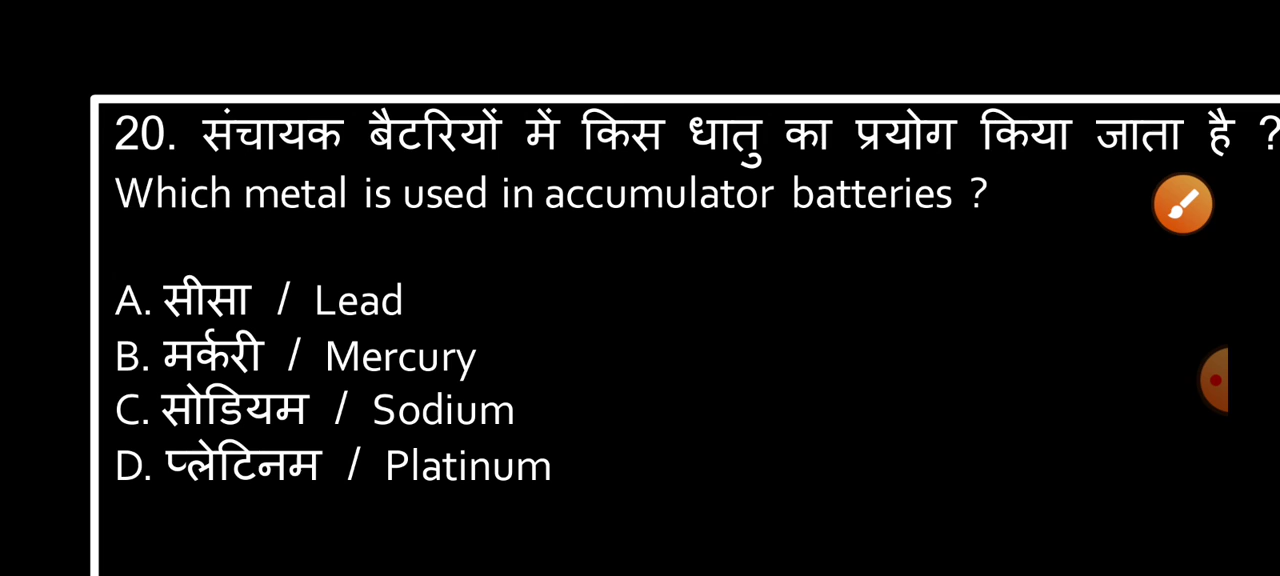 20. संचायक बैटरियों में किस धातु का प्रयोग किया जाता है ?
Which metal is used in accumulator batteries ?
A. सीसा / Lead
B. मर्करी / Mercury
C. सोडियम / Sodium
D. प्लेटिनम / Platinum